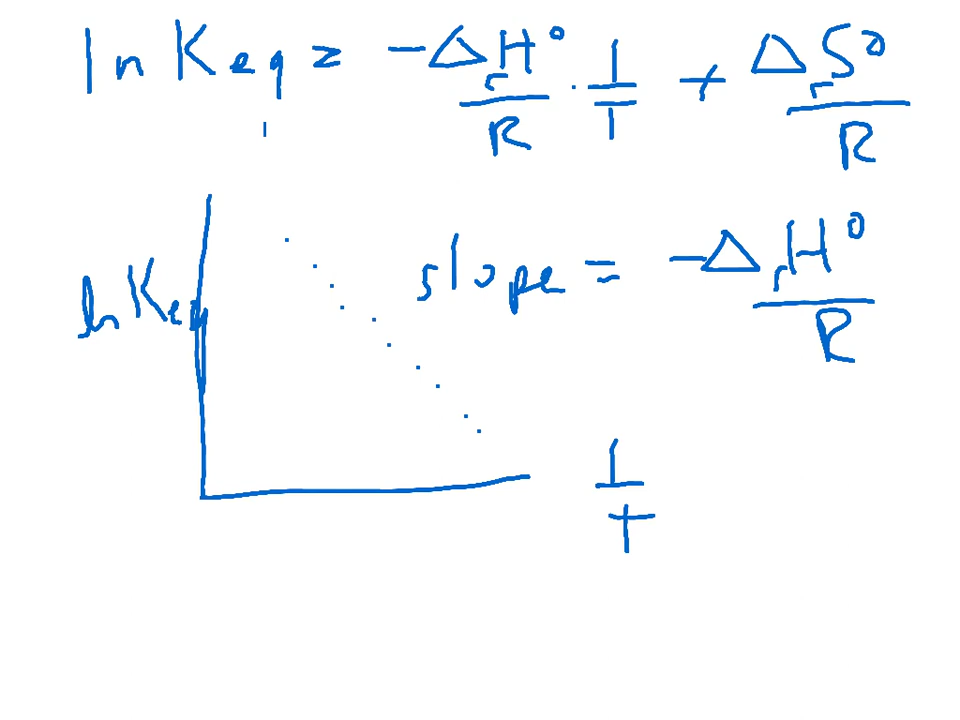 ln Keq = -ΔrH° / R · 1 / T + ΔrS° / R
ln Keq
slope = -ΔrH° / R
1 / T